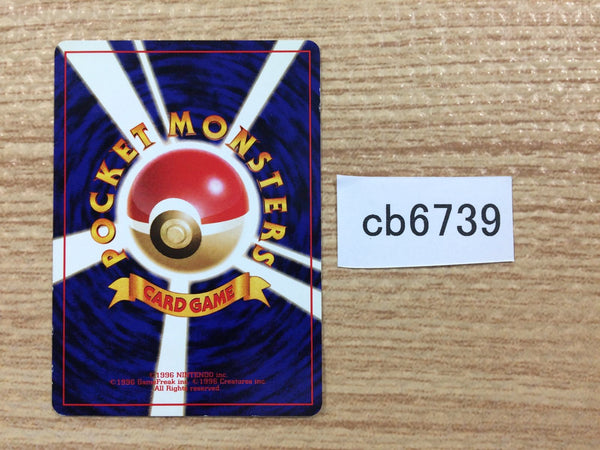 POCKET MONSTERS
CARD GAME
©1996 NINTENDO inc.
©1996 GameFreak inc. ©1996 Creatures inc.
All Rights reserved
cb6739